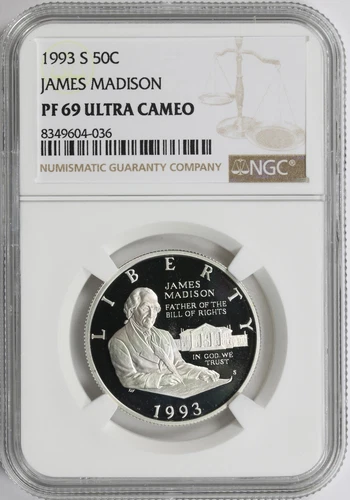 1993 S 50C
JAMES MADISON
PF 69 ULTRA CAMEO
8349604-036
NUMISMATIC GUARANTY COMPANY
NGC
LIBERTY
JAMES
MADISON
FATHER OF THE
BILL OF RIGHTS
IN GOD WE
TRUST
S
1993